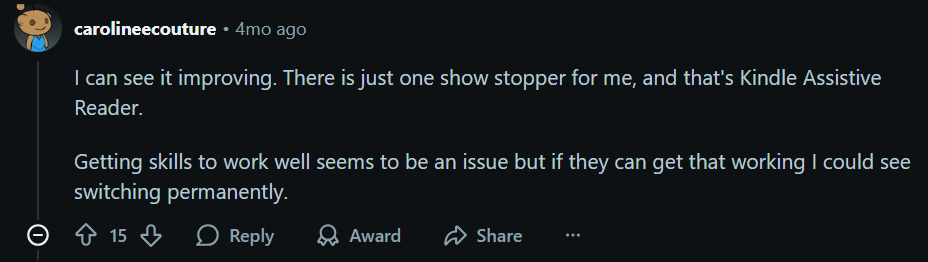 carolineecouture • 4mo ago
I can see it improving. There is just one show stopper for me, and that's Kindle Assistive
Reader.
Getting skills to work well seems to be an issue but if they can get that working I could see
switching permanently.
15 Reply Award Share ...